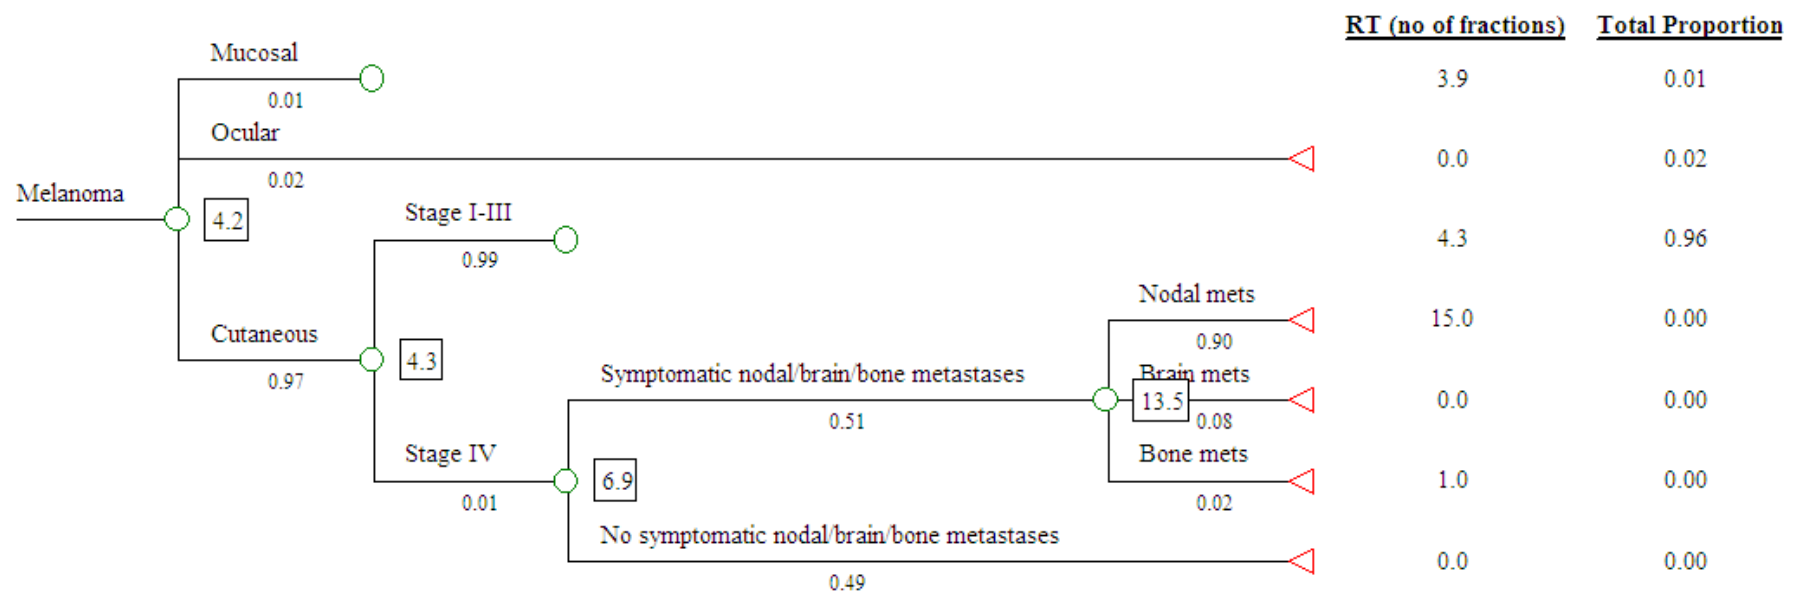 RT (no of fractions) Total Proportion
Mucosal
3.9 0.01
0.01
Ocular
0.0 0.02
0.02
Melanoma
4.2
Stage I-III
4.3 0.96
0.99
Nodal mets
15.0 0.00
0.90
Cutaneous
4.3
0.97
Symptomatic nodal/brain/bone metastases Brain mets
13.5 0.0 0.00
0.51 0.08
Stage IV Bone mets
6.9 1.0 0.00
0.01 0.02
No symptomatic nodal/brain/bone metastases
0.0 0.00
0.49